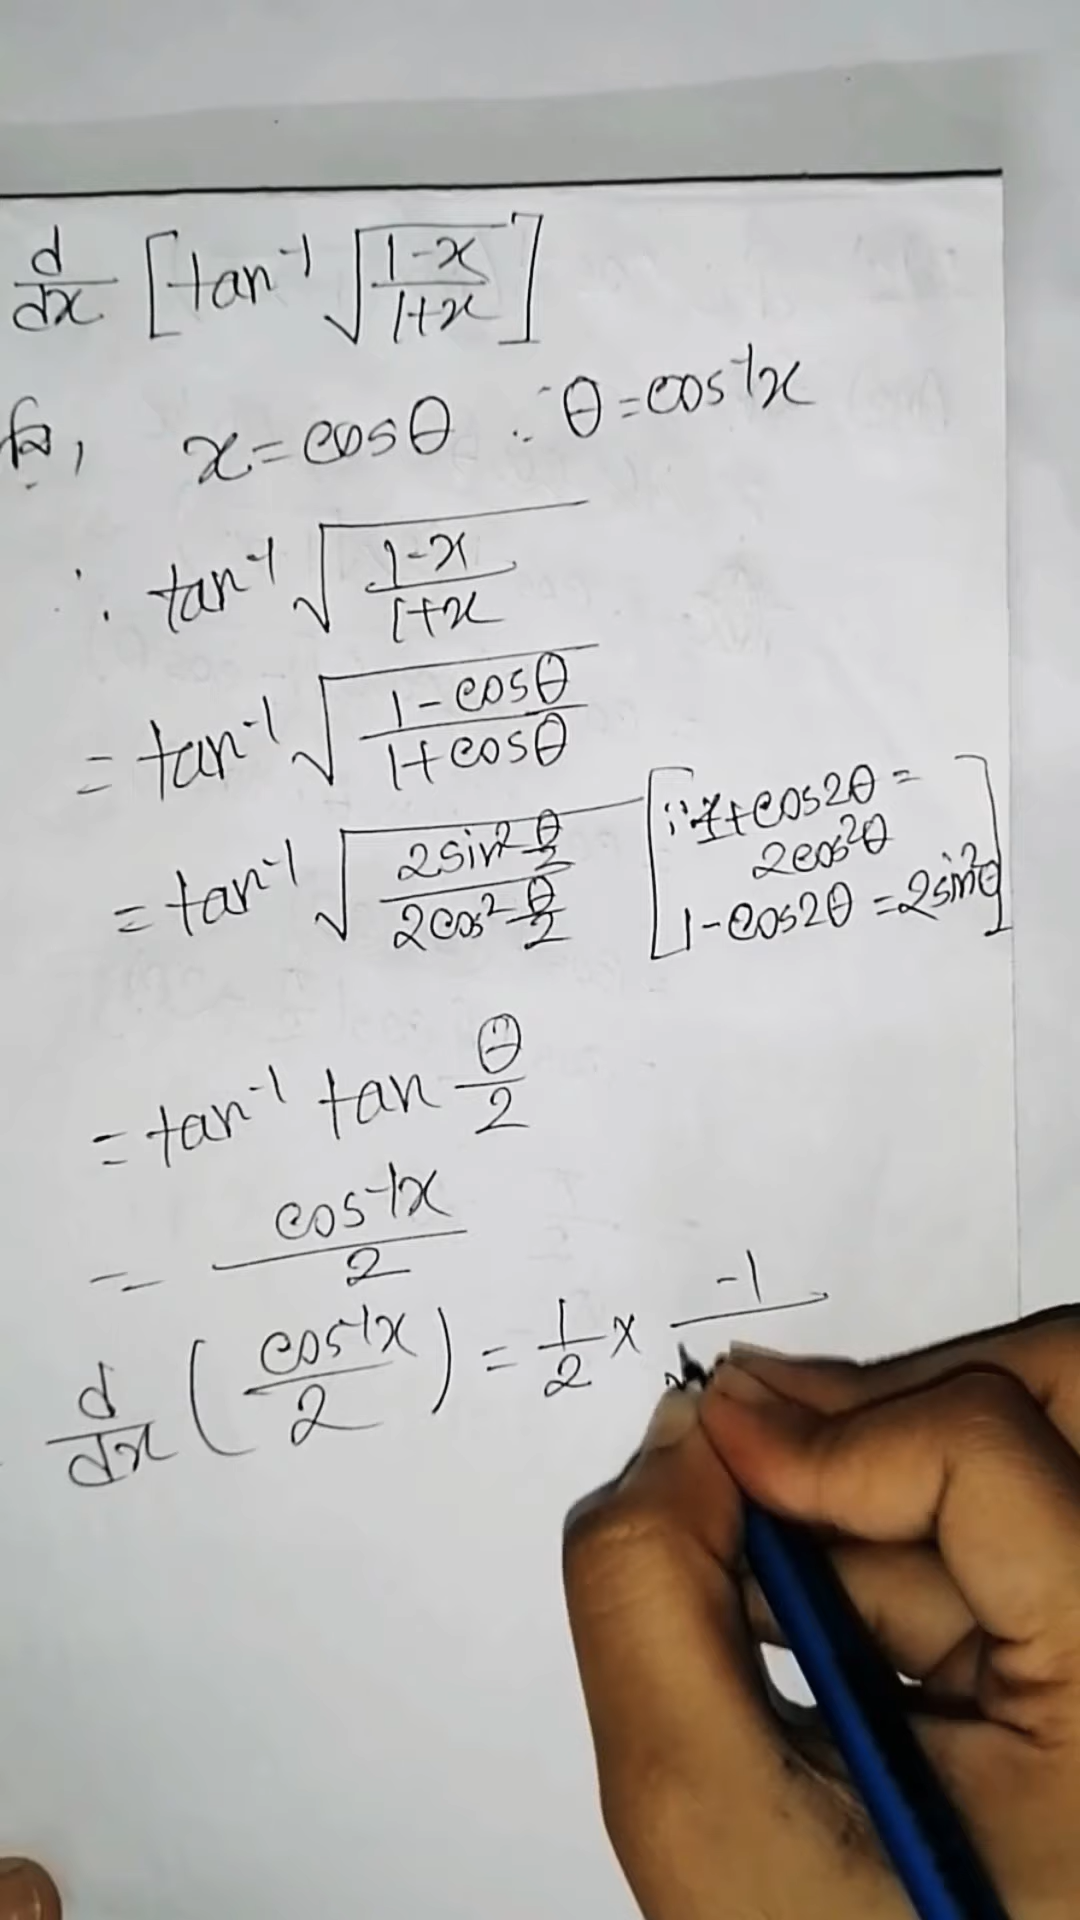 d/dx [tan⁻¹ √((1-x)/(1+x))]
x = cosθ ∴ θ = cos⁻¹x
∴ tan⁻¹ √((1-x)/(1+x))
= tan⁻¹ √((1-cosθ)/(1+cosθ))
= tan⁻¹ √((2sin² θ/2)/(2cos² θ/2)) [∵ 1+cos2θ = 2cos²θ
1-cos2θ = 2sin²θ]
= tan⁻¹ tan θ/2
= cos⁻¹x/2
d/dx (cos⁻¹x/2) = 1/2 × -1/